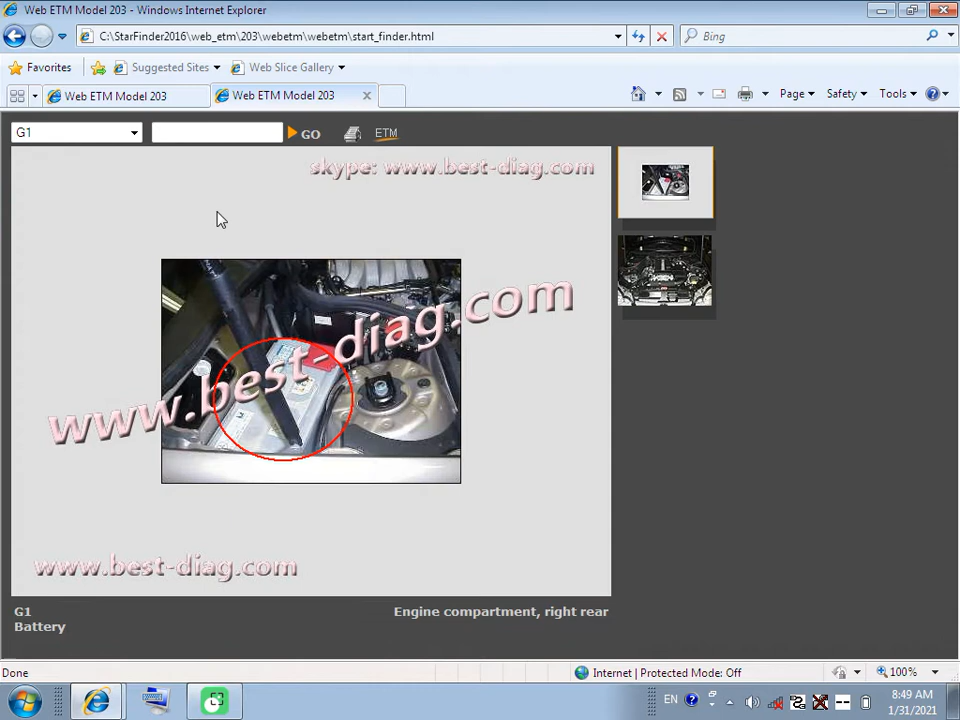 Web ETM Model 203 - Windows Internet Explorer
C:\StarFinder2016\web_etm\203\webetm\webetm\start_finder.html
Bing
Favorites
Suggested Sites
Web Slice Gallery
Web ETM Model 203
Web ETM Model 203
Page
Safety
Tools
G1
GO
ETM
skype: www.best-diag.com
www.best-diag.com
www.best-diag.com
G1
Engine compartment, right rear
Battery
Done
Internet | Protected Mode: Off
100%
EN
8:49 AM
1/31/2021